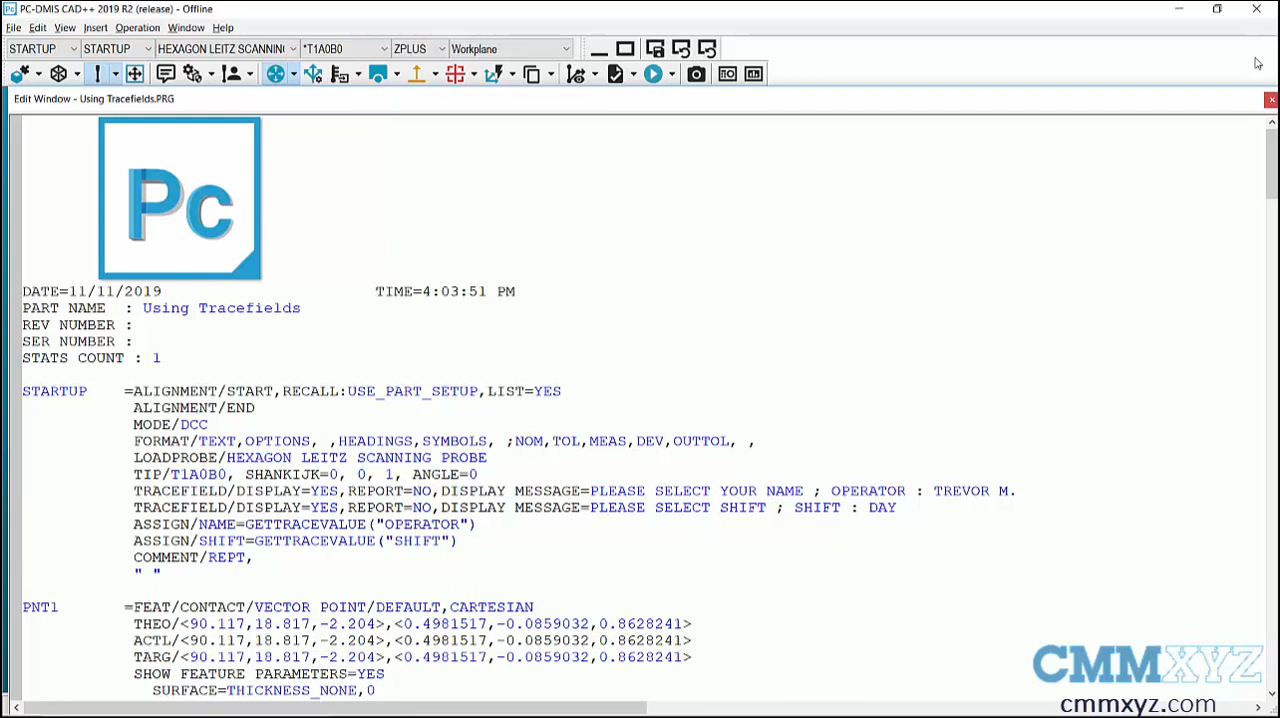 PC-DMIS CAD++ 2019 R2 (release) - Offline
File Edit View Insert Operation Window Help
STARTUP STARTUP HEXAGON LEITZ SCANNIN *T1A0B0 ZPLUS Workplane
Edit Window - Using Tracefields.PRG
Pc
DATE=11/11/2019 TIME=4:03:51 PM
PART NAME : Using Tracefields
REV NUMBER :
SER NUMBER :
STATS COUNT : 1
STARTUP =ALIGNMENT/START,RECALL:USE_PART_SETUP,LIST=YES
ALIGNMENT/END
MODE/DCC
FORMAT/TEXT,OPTIONS, ,HEADINGS,SYMBOLS, ;NOM,TOL,MEAS,DEV,OUTTOL, ,
LOADPROBE/HEXAGON LEITZ SCANNING PROBE
TIP/T1A0B0, SHANKIJK=0, 0, 1, ANGLE=0
TRACEFIELD/DISPLAY=YES,REPORT=NO,DISPLAY MESSAGE=PLEASE SELECT YOUR NAME ; OPERATOR : TREVOR M.
TRACEFIELD/DISPLAY=YES,REPORT=NO,DISPLAY MESSAGE=PLEASE SELECT SHIFT ; SHIFT : DAY
ASSIGN/NAME=GETTRACEVALUE("OPERATOR")
ASSIGN/SHIFT=GETTRACEVALUE("SHIFT")
COMMENT/REPT,
" "
PNT1 =FEAT/CONTACT/VECTOR POINT/DEFAULT,CARTESIAN
THEO/<90.117,18.817,-2.204>,<0.4981517,-0.0859032,0.8628241>
ACTL/<90.117,18.817,-2.204>,<0.4981517,-0.0859032,0.8628241>
TARG/<90.117,18.817,-2.204>,<0.4981517,-0.0859032,0.8628241>
SHOW FEATURE PARAMETERS=YES
SURFACE=THICKNESS_NONE,0
CMMXYZ
cmmxyz.com